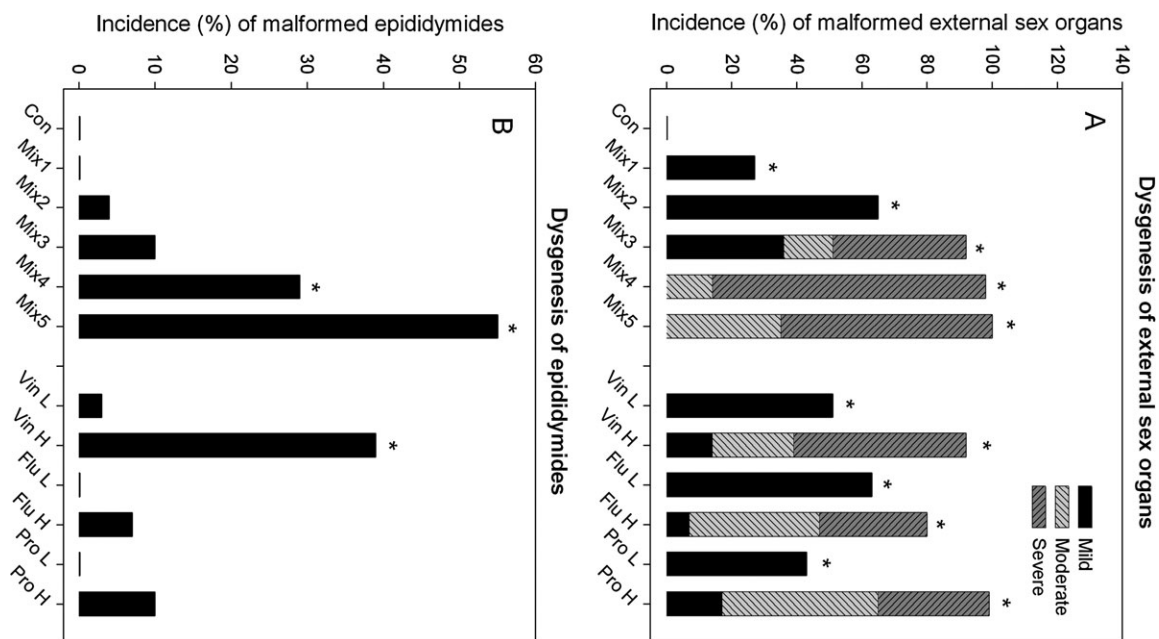 Dysgenesis of external sex organs
A
Incidence (%) of malformed external sex organs
140
120
100
80
60
40
20
0
Mild
Moderate
Severe
*
*
*
*
*
*
*
*
*
*
*
Con
Mix1
Mix2
Mix3
Mix4
Mix5
Vin L
Vin H
Flu L
Flu H
Pro L
Pro H
Dysgenesis of epididymides
B
Incidence (%) of malformed epididymides
60
50
40
30
20
10
0
*
*
*
Con
Mix1
Mix2
Mix3
Mix4
Mix5
Vin L
Vin H
Flu L
Flu H
Pro L
Pro H